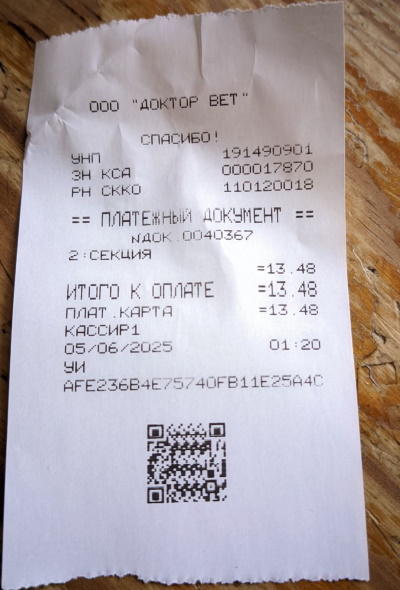 ООО "ДОКТОР ВЕТ"
СПАСИБО!
УНП 191490901
ЗН КСА 000017870
РН СККО 110120018
== ПЛАТЕЖНЫЙ ДОКУМЕНТ ==
№ДОК.0040367
2:СЕКЦИЯ
=13.48
ИТОГО К ОПЛАТЕ =13.48
ПЛАТ.КАРТА =13.48
КАССИР1
05/06/2025 01:20
УИ
AFE236B4E75740FB11E25A4C